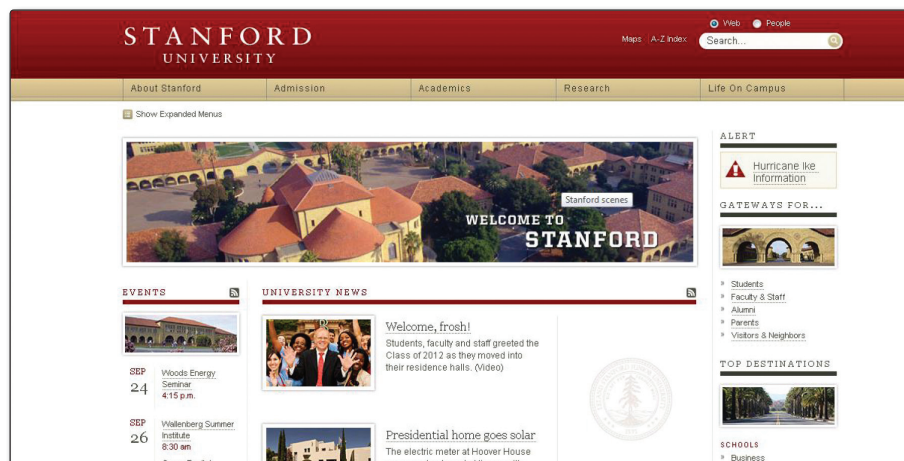 Web People
STANFORD
UNIVERSITY
Maps A-Z Index Search...
About Stanford Admission Academics Research Life On Campus
Show Expanded Menus
ALERT
Hurricane Ike
Information
GATEWAYS FOR...
Stanford scenes
WELCOME TO
STANFORD
Students
Faculty & Staff
Alumni
Parents
Visitors & Neighbors
EVENTS
SEP
24
Woods Energy
Seminar
4:15 p.m.
SEP
26
Wallenberg Summer
Institute
8:30 am
UNIVERSITY NEWS
Welcome, frosh!
Students, faculty and staff greeted the
Class of 2012 as they moved into
their residence halls. (Video)
Presidential home goes solar
The electric meter at Hoover House
TOP DESTINATIONS
SCHOOLS
Business